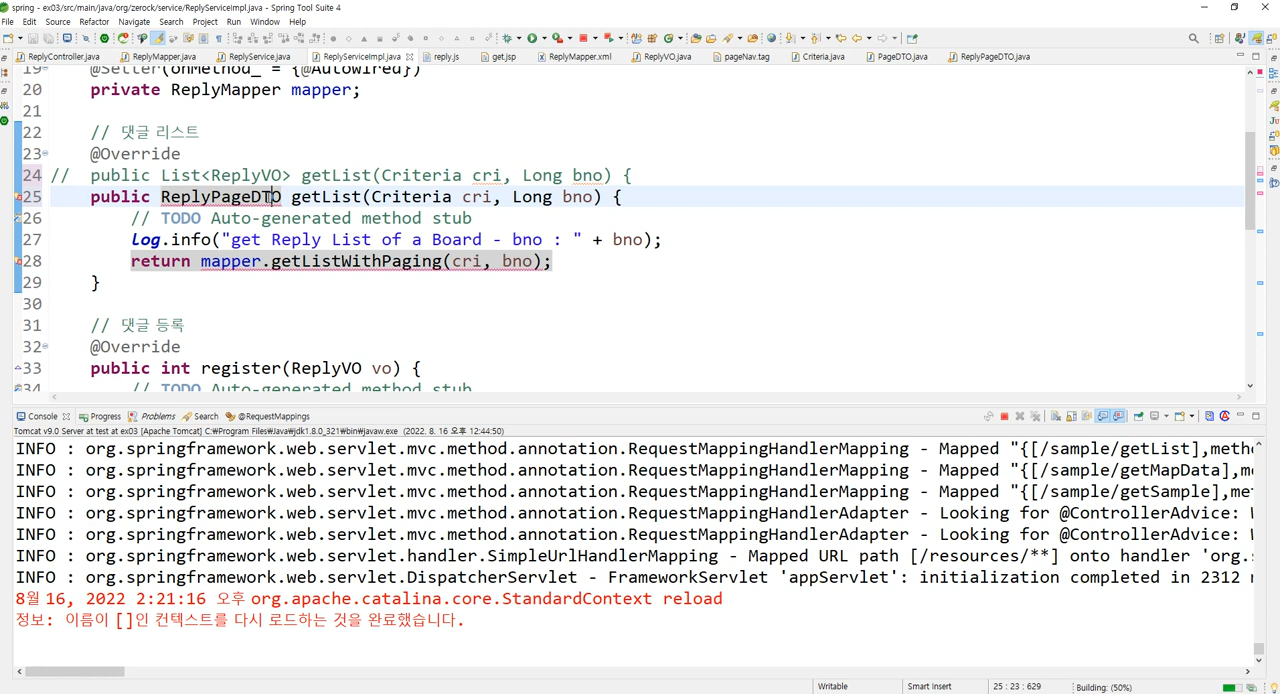 spring - ex03/src/main/java/org/zerock/service/ReplyServiceImpl.java - Spring Tool Suite 4
File Edit Source Refactor Navigate Search Project Run Window Help
ReplyController.java ReplyMapper.java ReplyService.java ReplyServiceImpl.java reply.js get.jsp ReplyMapper.xml ReplyVO.java pageNav.tag Criteria.java PageDTO.java ReplyPageDTO.java
19 @Setter(onMethod_ = {@Autowired})
20 private ReplyMapper mapper;
21
22 // 댓글 리스트
23 @Override
24 // public List<ReplyVO> getList(Criteria cri, Long bno) {
25 public ReplyPageDTO getList(Criteria cri, Long bno) {
26 // TODO Auto-generated method stub
27 log.info("get Reply List of a Board - bno : " + bno);
28 return mapper.getListWithPaging(cri, bno);
29 }
30
31 // 댓글 등록
32 @Override
33 public int register(ReplyVO vo) {
34 // TODO Auto-generated method stub
Console Progress Problems Search @RequestMappings
Tomcat v9.0 Server at test at ex03 [Apache Tomcat] C:\Program Files\Java\jdk1.8.0_321\bin\javaw.exe (2022. 8. 16 오후 12:44:50)
INFO : org.springframework.web.servlet.mvc.method.annotation.RequestMappingHandlerMapping - Mapped "{[/sample/getList],metho
INFO : org.springframework.web.servlet.mvc.method.annotation.RequestMappingHandlerMapping - Mapped "{[/sample/getMapData],me
INFO : org.springframework.web.servlet.mvc.method.annotation.RequestMappingHandlerMapping - Mapped "{[/sample/getSample],met
INFO : org.springframework.web.servlet.mvc.method.annotation.RequestMappingHandlerAdapter - Looking for @ControllerAdvice:
INFO : org.springframework.web.servlet.mvc.method.annotation.RequestMappingHandlerAdapter - Looking for @ControllerAdvice:
INFO : org.springframework.web.servlet.handler.SimpleUrlHandlerMapping - Mapped URL path [/resources/**] onto handler 'org.
INFO : org.springframework.web.servlet.DispatcherServlet - FrameworkServlet 'appServlet': initialization completed in 2312
8월 16, 2022 2:21:16 오후 org.apache.catalina.core.StandardContext reload
정보: 이름이 []인 컨텍스트를 다시 로드하는 것을 완료했습니다.
Writable Smart Insert 25 : 23 : 629 Building: (50%)